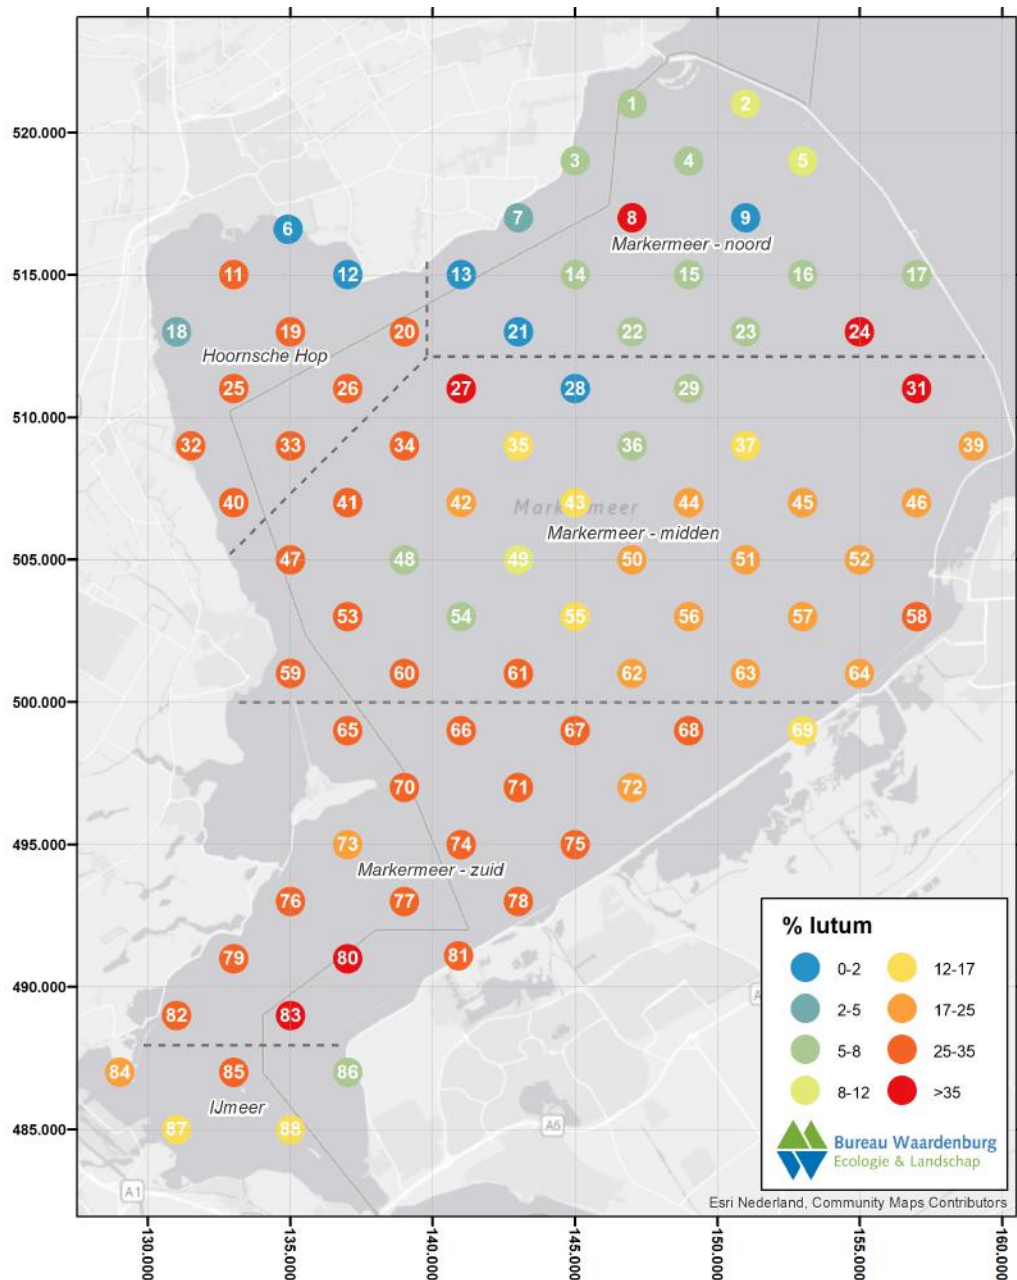 520.000
515.000
510.000
505.000
500.000
495.000
490.000
485.000
1 2
3 4 5
6 7 8 9
Markermeer - noord
11 12 13 14 15 16 17
18 19 20 21 22 23 24
Hoornsche Hop
25 26 27 28 29 31
32 33 34 35 36 37 39
40 41 42 43 44 45 46
Markermeer
Markermeer - midden
47 48 49 50 51 52
53 54 55 56 57 58
59 60 61 62 63 64
65 66 67 68 69
70 71 72
73 74 75
Markermeer - zuid
76 77 78
79 80 81
82 83
84 85 86
IJmeer
87 88
A6
A1
% lutum
0-2 12-17
2-5 17-25
5-8 25-35
8-12 >35
Bureau Waardenburg
Ecologie & Landschap
Esri Nederland, Community Maps Contributors
130.000 135.000 140.000 145.000 150.000 155.000 160.000